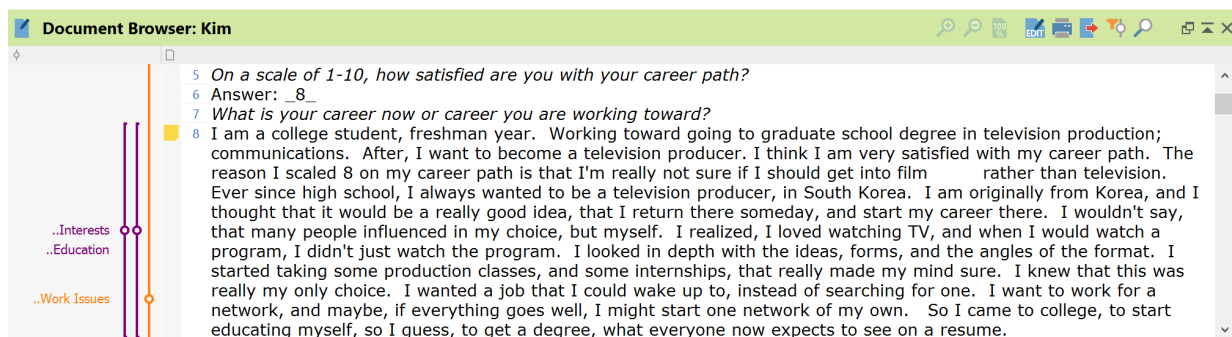 Document Browser: Kim
100 %
EDIT
5 On a scale of 1-10, how satisfied are you with your career path?
6 Answer: _8_
7 What is your career now or career you are working toward?
8 I am a college student, freshman year. Working toward going to graduate school degree in television production;
communications. After, I want to become a television producer. I think I am very satisfied with my career path. The
reason I scaled 8 on my career path is that I'm really not sure if I should get into film rather than television.
Ever since high school, I always wanted to be a television producer, in South Korea. I am originally from Korea, and I
thought that it would be a really good idea, that I return there someday, and start my career there. I wouldn't say,
..Interests
that many people influenced in my choice, but myself. I realized, I loved watching TV, and when I would watch a
..Education
program, I didn't just watch the program. I looked in depth with the ideas, forms, and the angles of the format. I
started taking some production classes, and some internships, that really made my mind sure. I knew that this was
..Work Issues
really my only choice. I wanted a job that I could wake up to, instead of searching for one. I want to work for a
network, and maybe, if everything goes well, I might start one network of my own. So I came to college, to start
educating myself, so I guess, to get a degree, what everyone now expects to see on a resume.